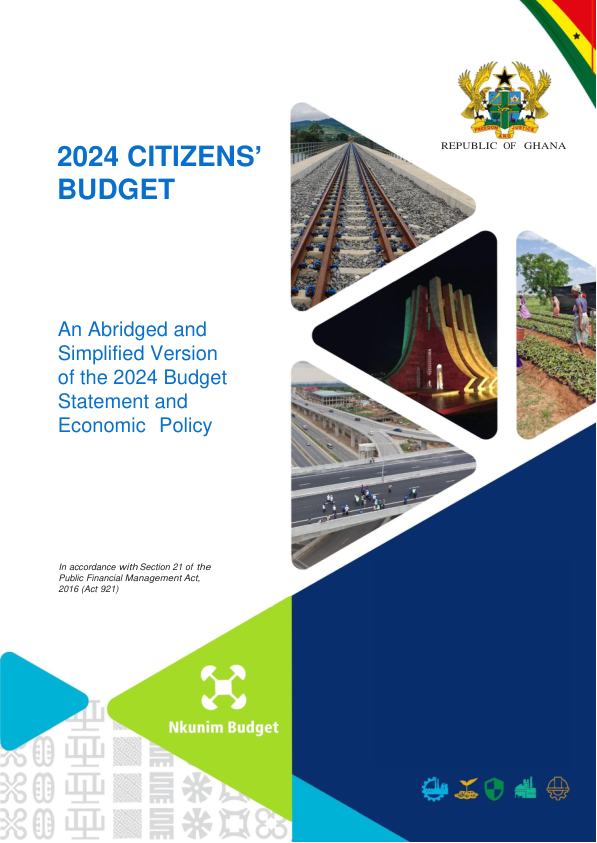 FREEDOM AND JUSTICE
REPUBLIC OF GHANA
2024 CITIZENS’
BUDGET
An Abridged and
Simplified Version
of the 2024 Budget
Statement and
Economic Policy
In accordance with Section 21 of the
Public Financial Management Act,
2016 (Act 921)
Nkunim Budget